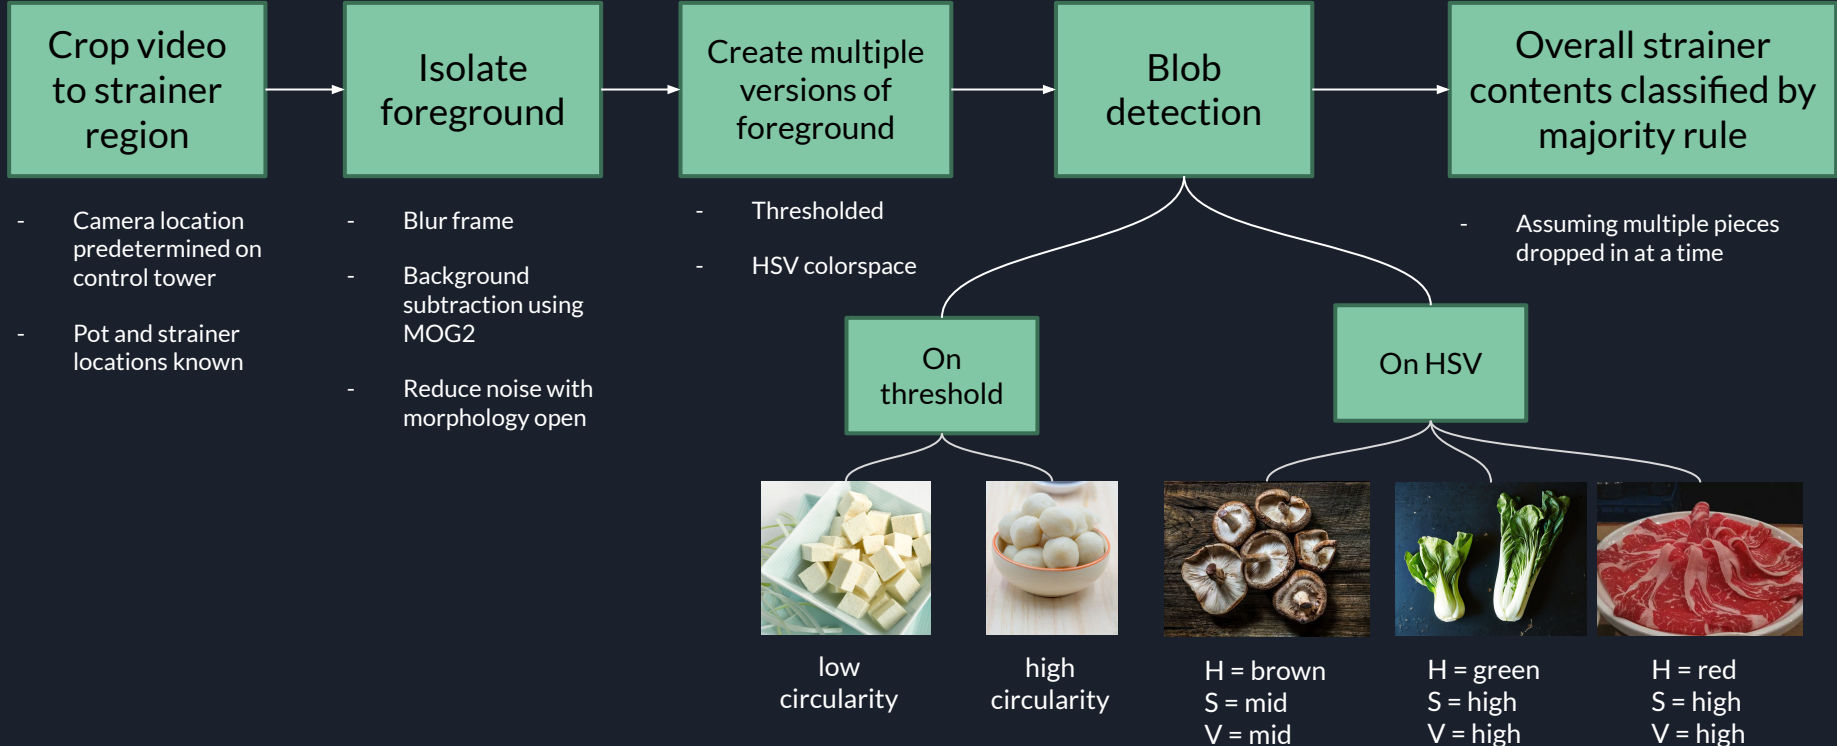 Crop video
to strainer
region
Isolate
foreground
Create multiple
versions of
foreground
Blob
detection
Overall strainer
contents classified by
majority rule
- Camera location
predetermined on
control tower
- Pot and strainer
locations known
- Blur frame
- Background
subtraction using
MOG2
- Reduce noise with
morphology open
- Thresholded
- HSV colorspace
- Assuming multiple pieces
dropped in at a time
On
threshold
On HSV
low
circularity
high
circularity
H = brown
S = mid
V = mid
H = green
S = high
V = high
H = red
S = high
V = high